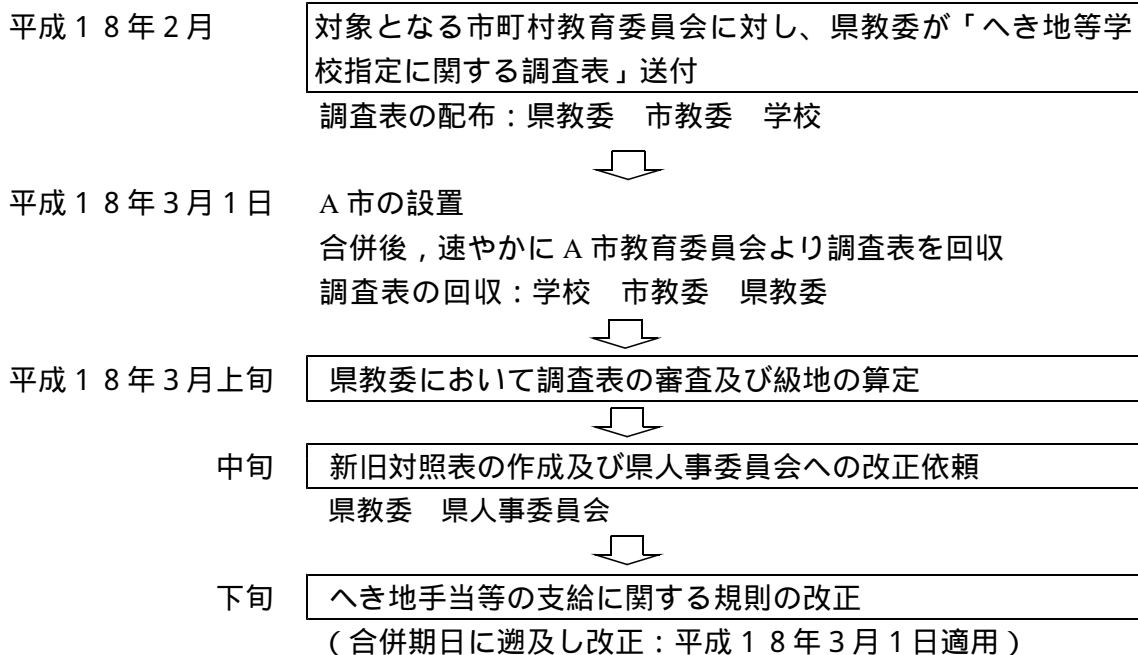 平成１８年２月 対象となる市町村教育委員会に対し、県教委が「へき地等学
校指定に関する調査表」送付
調査表の配布：県教委　市教委　学校
平成１８年３月１日 A 市の設置
合併後，速やかに A 市教育委員会より調査表を回収
調査表の回収：学校　市教委　県教委
平成１８年３月上旬 県教委において調査表の審査及び級地の算定
中旬 新旧対照表の作成及び県人事委員会への改正依頼
県教委　県人事委員会
下旬 へき地手当等の支給に関する規則の改正
（合併期日に遡及し改正：平成１８年３月１日適用）